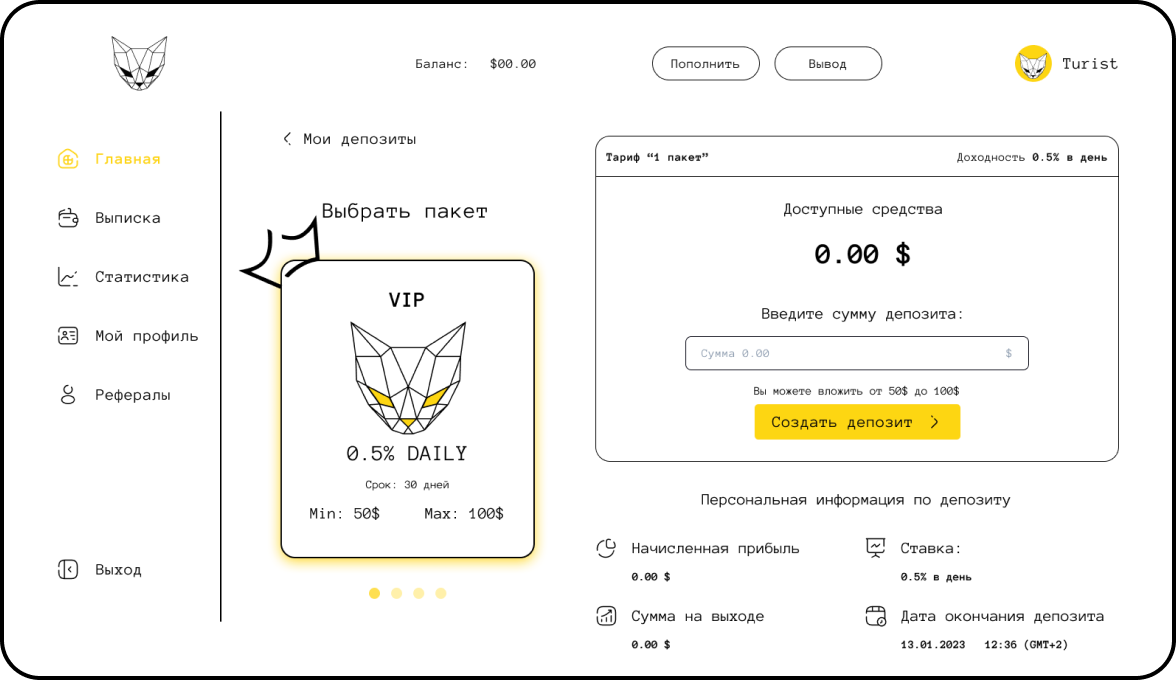 Баланс: $00.00
Пополнить
Вывод
Turist
Главная
Выписка
Статистика
Мой профиль
Рефералы
Выход
Мои депозиты
Выбрать пакет
VIP
0.5% DAILY
Срок: 30 дней
Min: 50$ Max: 100$
Тариф “1 пакет” Доходность 0.5% в день
Доступные средства
0.00 $
Введите сумму депозита:
Сумма 0.00 $
Вы можете вложить от 50$ до 100$
Создать депозит
Персональная информация по депозиту
Начисленная прибыль
0.00 $
Ставка:
0.5% в день
Сумма на выходе
0.00 $
Дата окончания депозита
13.01.2023 12:36 (GMT+2)